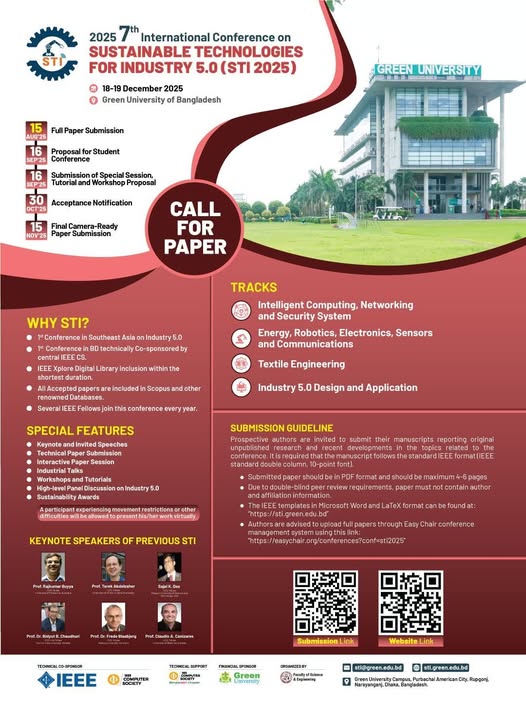 2025 7th International Conference on
SUSTAINABLE TECHNOLOGIES
FOR INDUSTRY 5.0 (STI 2025)
STI
18-19 December 2025
Green University of Bangladesh
GREEN UNIVERSITY
15
AUG'25
Full Paper Submission
16
SEP'25
Proposal for Student
Conference
16
SEP'25
Submission of Special Session,
Tutorial and Workshop Proposal
30
OCT'25
Acceptance Notification
15
NOV'25
Final Camera-Ready
Paper Submission
CALL
FOR
PAPER
WHY STI?
1st Conference in Southeast Asia on Industry 5.0
1st Conference in BD technically Co-sponsored by
central IEEE CS.
IEEE Xplore Digital Library inclusion within the
shortest duration.
All Accepted papers are included in Scopus and other
renowned Databases.
Several IEEE Fellows join this conference every year.
SPECIAL FEATURES
Keynote and Invited Speeches
Technical Paper Submission
Interactive Paper Session
Industrial Talks
Workshops and Tutorials
High-level Panel Discussion on Industry 5.0
Sustainability Awards
A participant experiencing movement restrictions or other
difficulties will be allowed to present his/her work virtually.
KEYNOTE SPEAKERS OF PREVIOUS STI
Prof. Rajkumar Buyya
Prof. Tarek Abdelzaher
Sajal K. Das
Prof. Dr. Bidyut B. Chaudhuri
Prof. Dr. Frede Blaabjerg
Prof. Claudio A. Canizares
TRACKS
Intelligent Computing, Networking
and Security System
Energy, Robotics, Electronics, Sensors
and Communications
Textile Engineering
Industry 5.0 Design and Application
SUBMISSION GUIDELINE
Prospective authors are invited to submit their manuscripts reporting original
unpublished research and recent developments in the topics related to the
conference. It is required that the manuscript follows the standard IEEE format (IEEE
standard double column, 10-point font).
Submitted paper should be in PDF format and should be maximum 4-6 pages
Due to double-blind peer review requirements, paper must not contain author
and affiliation information.
The IEEE templates in Microsoft Word and LaTeX format can be found at:
"https://sti.green.edu.bd"
Authors are advised to upload full papers through Easy Chair conference
management system using this link:
"https://easychair.org/conferences?conf=sti2025"
Submission Link
Website Link
TECHNICAL CO-SPONSOR
IEEE
IEEE
COMPUTER
SOCIETY
TECHNICAL SUPPORT
IEEE
COMPUTER
SOCIETY
FINANCIAL SPONSOR
Green
University
ORGANIZED BY
Faculty of Science
& Engineering
sti@green.edu.bd
sti.green.edu.bd
Green University Campus, Purbachal American City, Rupgonj,
Narayanganj, Dhaka, Bangladesh.